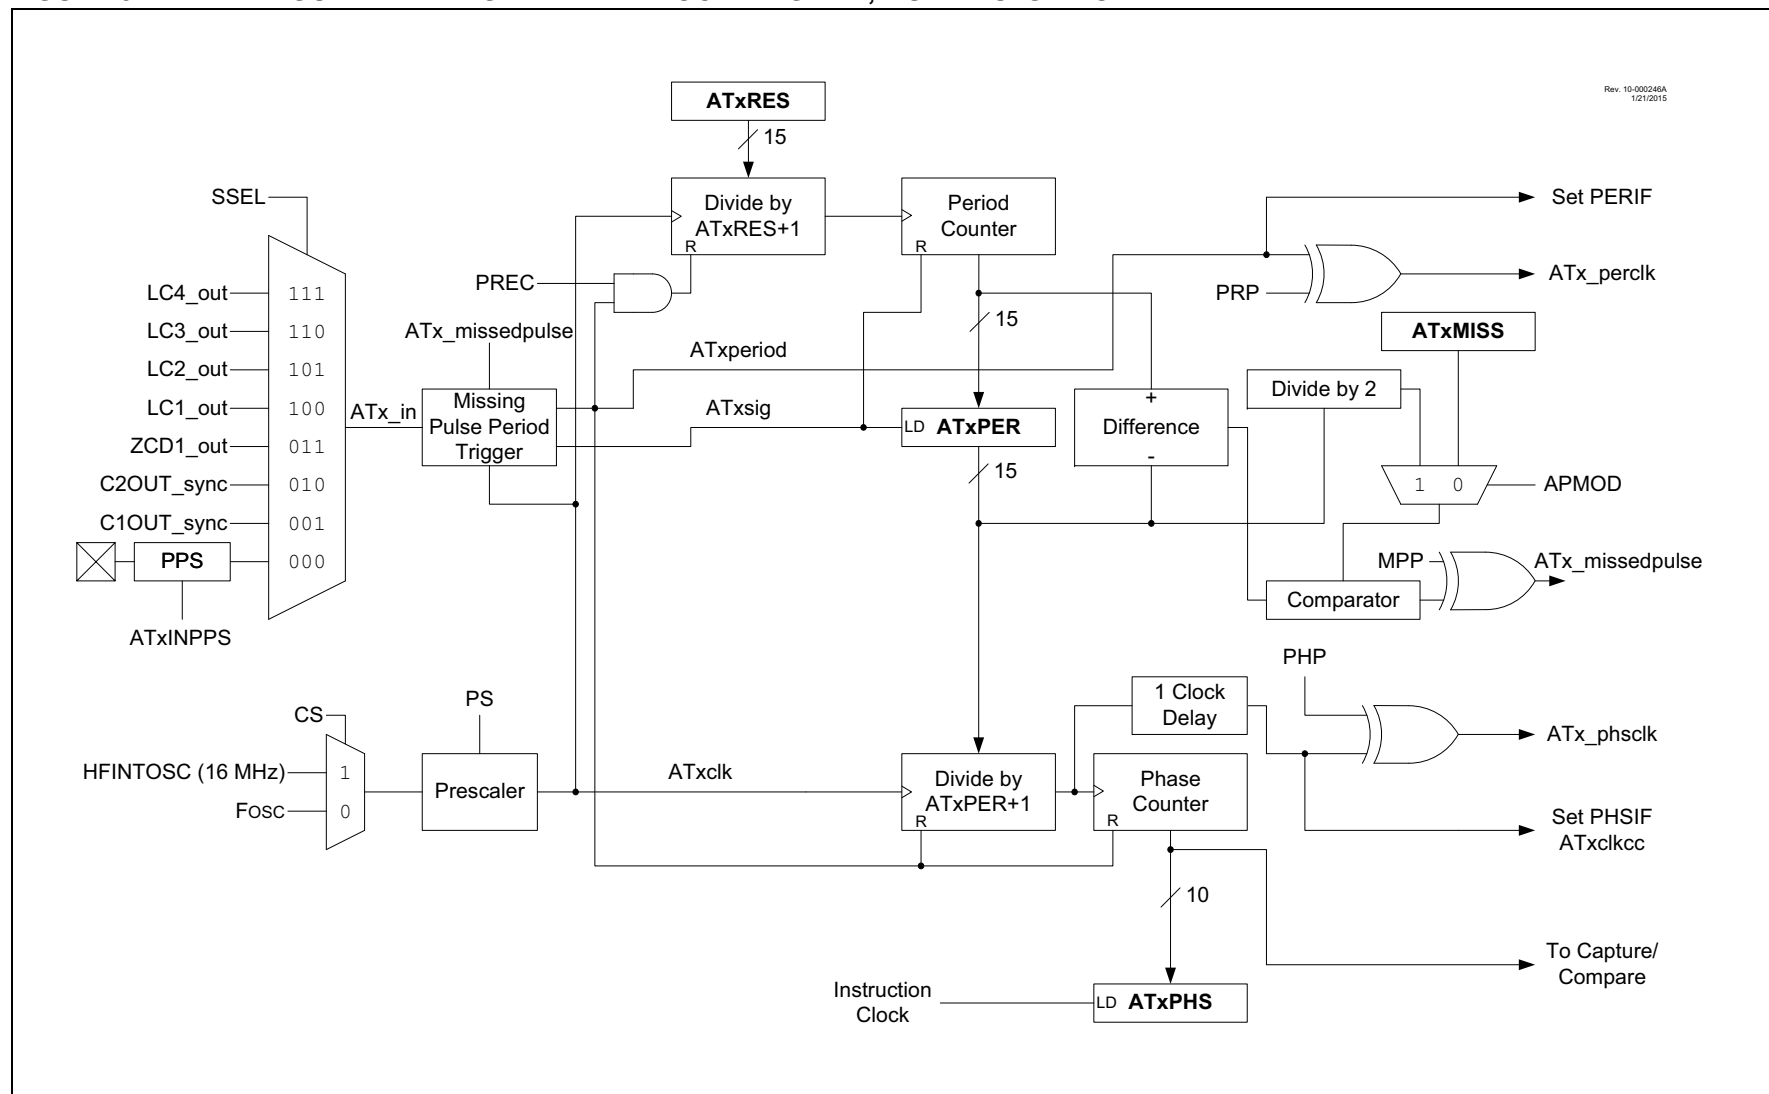 ATxRES
Rev. 10-000246A
1/21/2015
15
SSEL
Divide by
ATxRES+1
R
Period
Counter
R
Set PERIF
LC4_out
111
PREC
ATx_perclk
PRP
LC3_out
110
ATx_missedpulse
15
ATxMISS
LC2_out
101
ATxperiod
Divide by 2
LC1_out
100
ATx_in
Missing
Pulse Period
Trigger
ATxsig
LD
ATxPER
+
Difference
-
ZCD1_out
011
15
C2OUT_sync
010
1
0
APMOD
C1OUT_sync
001
PPS
000
MPP
ATx_missedpulse
Comparator
ATxINPPS
PHP
PS
1 Clock
Delay
CS
ATx_phsclk
HFINTOSC (16 MHz)
1
Prescaler
ATxclk
Divide by
ATxPER+1
R
Phase
Counter
R
FOSC
0
Set PHSIF
ATxclkcc
10
To Capture/
Compare
Instruction
Clock
LD
ATxPHS